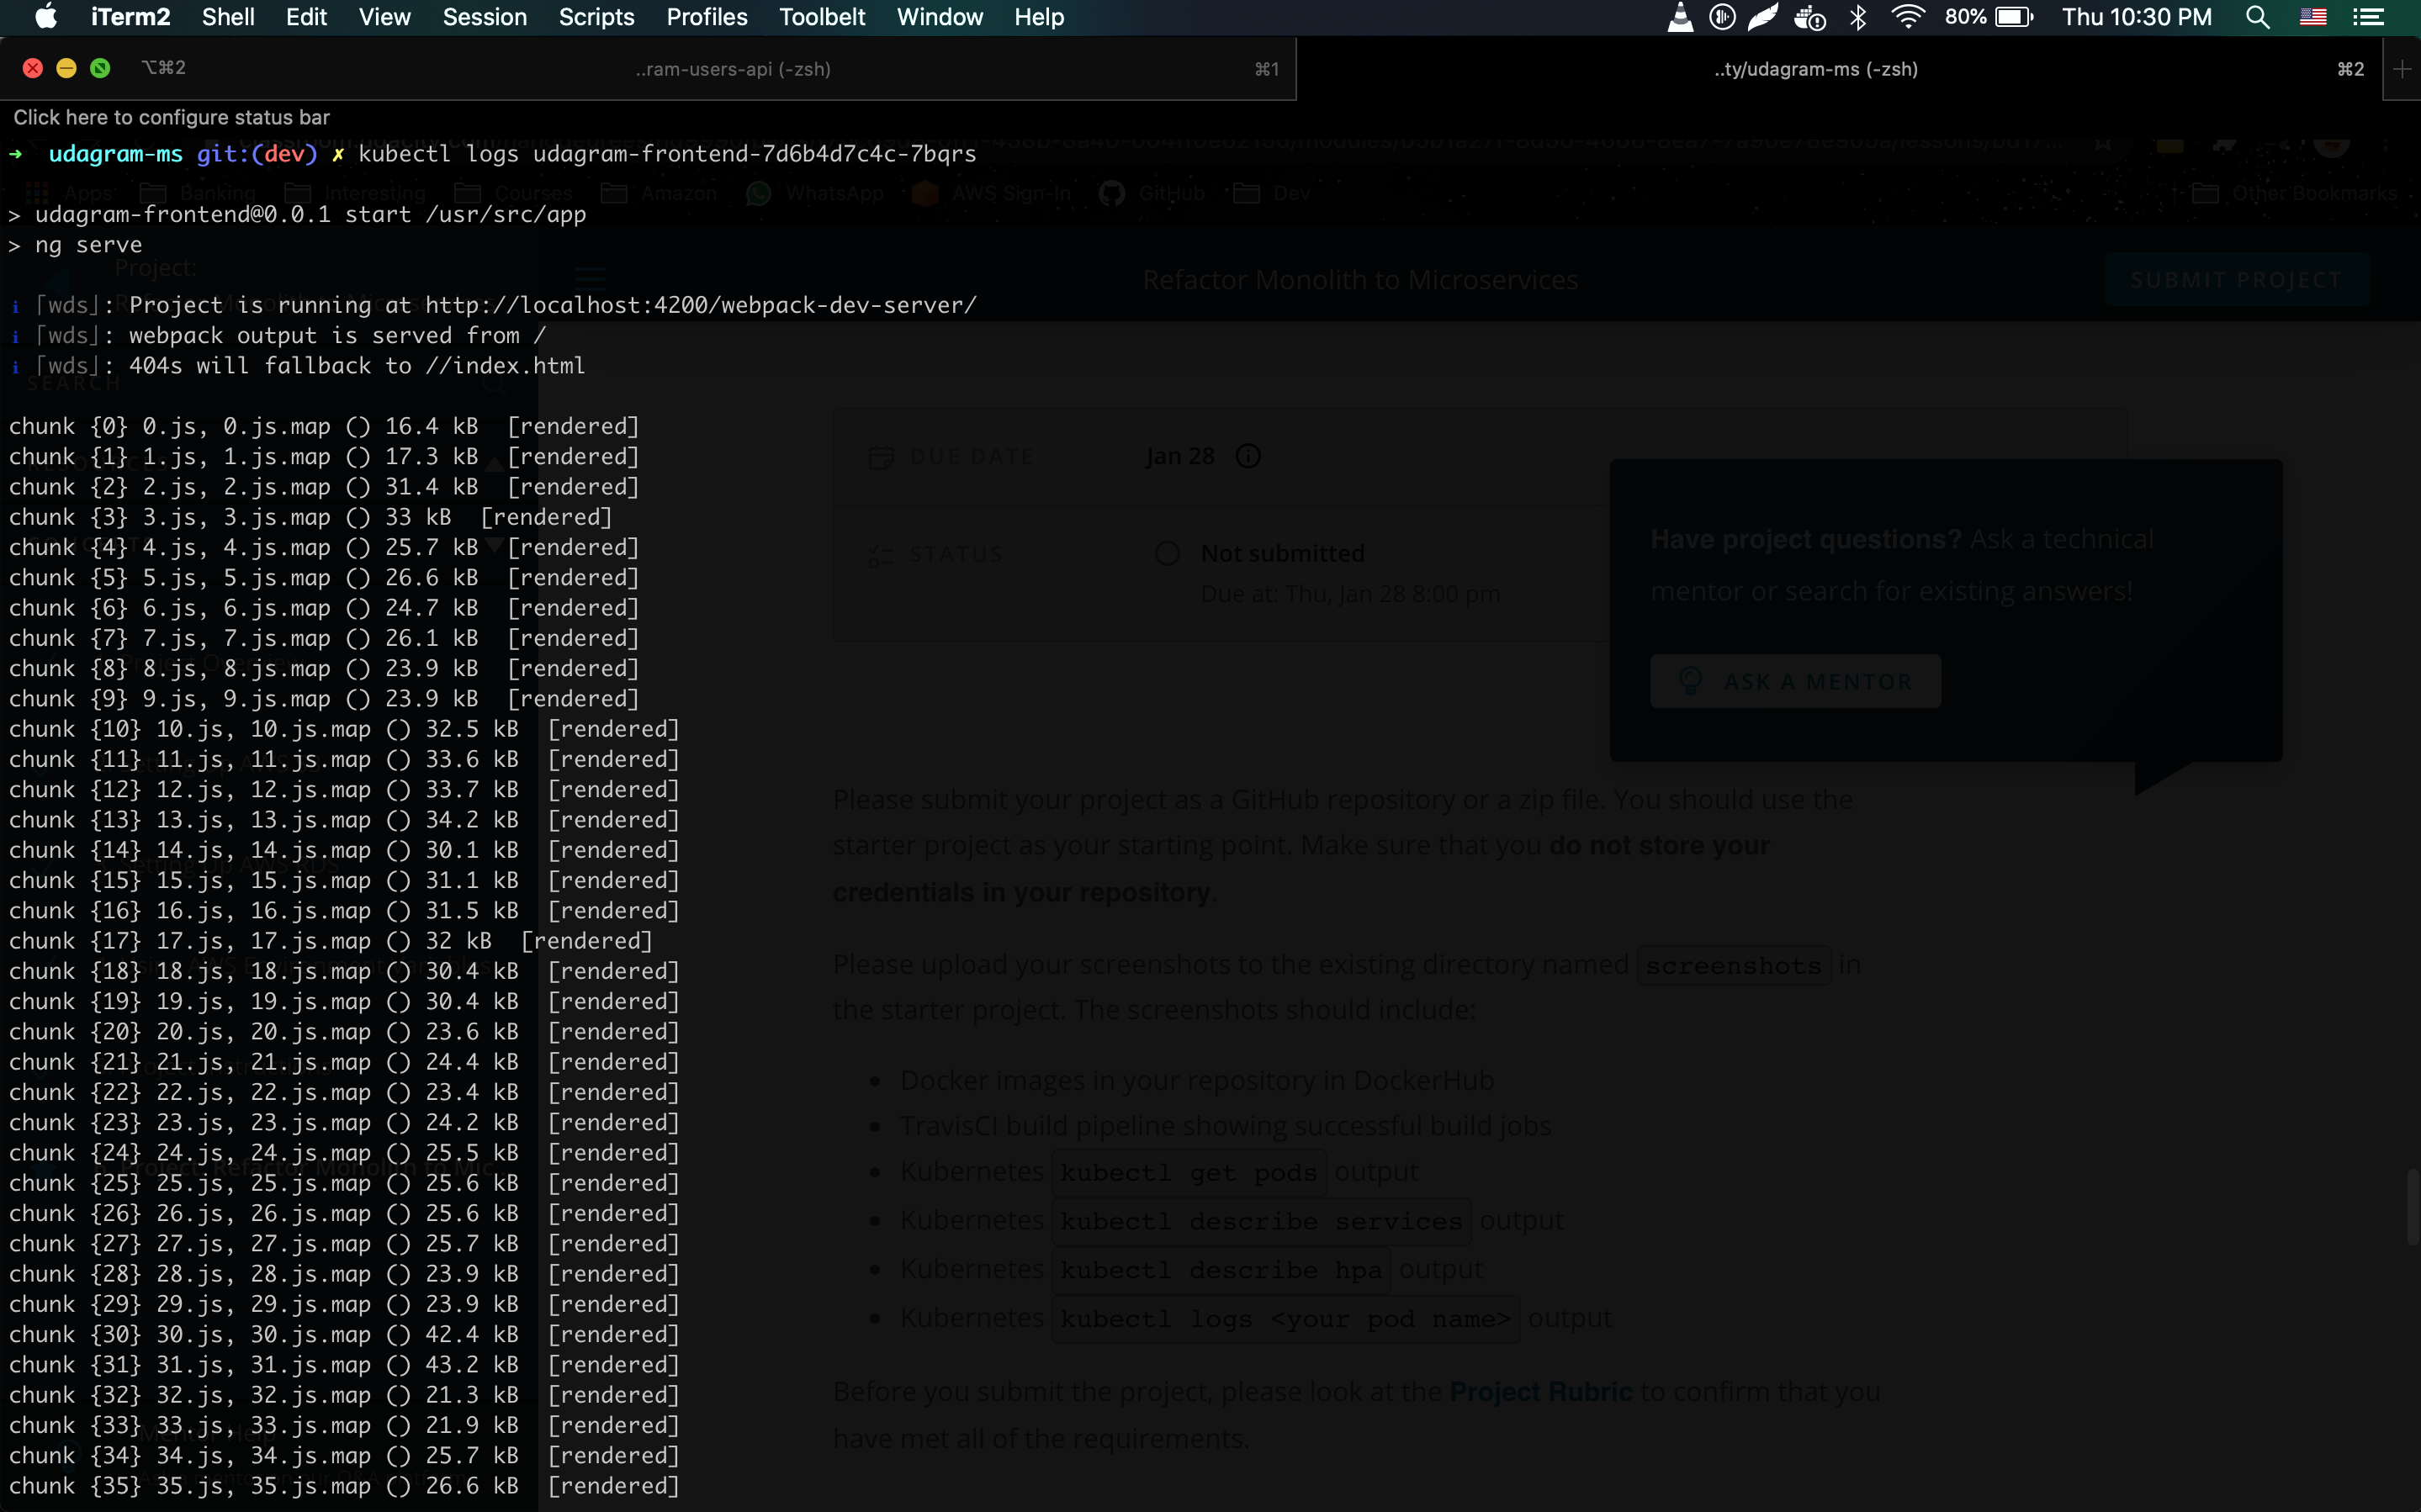 iTerm2 Shell Edit View Session Scripts Profiles Toolbelt Window Help 80% Thu 10:30 PM
⌥⌘2 ..ram-users-api (-zsh) ⌘1 ..ty/udagram-ms (-zsh) ⌘2
Click here to configure status bar
→ udagram-ms git:(dev) ✗ kubectl logs udagram-frontend-7d6b4d7c4c-7bqrs
Apps Banking Interesting Courses Amazon WhatsApp AWS Sign-In GitHub Dev Other Bookmarks
> udagram-frontend@0.0.1 start /usr/src/app
> ng serve
Project:
Refactor Monolith to Microservices SUBMIT PROJECT
i ｢wds｣: Project is running at http://localhost:4200/webpack-dev-server/
i ｢wds｣: webpack output is served from /
i ｢wds｣: 404s will fallback to //index.html
SEARCH
chunk {0} 0.js, 0.js.map () 16.4 kB [rendered]
chunk {1} 1.js, 1.js.map () 17.3 kB [rendered]
chunk {2} 2.js, 2.js.map () 31.4 kB [rendered]
chunk {3} 3.js, 3.js.map () 33 kB [rendered]
chunk {4} 4.js, 4.js.map () 25.7 kB [rendered]
chunk {5} 5.js, 5.js.map () 26.6 kB [rendered]
chunk {6} 6.js, 6.js.map () 24.7 kB [rendered]
chunk {7} 7.js, 7.js.map () 26.1 kB [rendered]
chunk {8} 8.js, 8.js.map () 23.9 kB [rendered]
chunk {9} 9.js, 9.js.map () 23.9 kB [rendered]
chunk {10} 10.js, 10.js.map () 32.5 kB [rendered]
chunk {11} 11.js, 11.js.map () 33.6 kB [rendered]
chunk {12} 12.js, 12.js.map () 33.7 kB [rendered]
chunk {13} 13.js, 13.js.map () 34.2 kB [rendered]
chunk {14} 14.js, 14.js.map () 30.1 kB [rendered]
chunk {15} 15.js, 15.js.map () 31.1 kB [rendered]
chunk {16} 16.js, 16.js.map () 31.5 kB [rendered]
chunk {17} 17.js, 17.js.map () 32 kB [rendered]
chunk {18} 18.js, 18.js.map () 30.4 kB [rendered]
chunk {19} 19.js, 19.js.map () 30.4 kB [rendered]
chunk {20} 20.js, 20.js.map () 23.6 kB [rendered]
chunk {21} 21.js, 21.js.map () 24.4 kB [rendered]
chunk {22} 22.js, 22.js.map () 23.4 kB [rendered]
chunk {23} 23.js, 23.js.map () 24.2 kB [rendered]
chunk {24} 24.js, 24.js.map () 25.5 kB [rendered]
chunk {25} 25.js, 25.js.map () 25.6 kB [rendered]
chunk {26} 26.js, 26.js.map () 25.6 kB [rendered]
chunk {27} 27.js, 27.js.map () 25.7 kB [rendered]
chunk {28} 28.js, 28.js.map () 23.9 kB [rendered]
chunk {29} 29.js, 29.js.map () 23.9 kB [rendered]
chunk {30} 30.js, 30.js.map () 42.4 kB [rendered]
chunk {31} 31.js, 31.js.map () 43.2 kB [rendered]
chunk {32} 32.js, 32.js.map () 21.3 kB [rendered]
chunk {33} 33.js, 33.js.map () 21.9 kB [rendered]
chunk {34} 34.js, 34.js.map () 25.7 kB [rendered]
chunk {35} 35.js, 35.js.map () 26.6 kB [rendered]
DUE DATE Jan 28
STATUS Not submitted
Due at: Thu, Jan 28 8:00 pm
Have project questions? Ask a technical
mentor or search for existing answers!
ASK A MENTOR
Please submit your project as a GitHub repository or a zip file. You should use the
starter project as your starting point. Make sure that you do not store your
credentials in your repository.
Please upload your screenshots to the existing directory named screenshots in
the starter project. The screenshots should include:
• Docker images in your repository in DockerHub
• TravisCI build pipeline showing successful build jobs
• Kubernetes kubectl get pods output
• Kubernetes kubectl describe services output
• Kubernetes kubectl describe hpa output
• Kubernetes kubectl logs <your pod name> output
Before you submit the project, please look at the Project Rubric to confirm that you
have met all of the requirements.